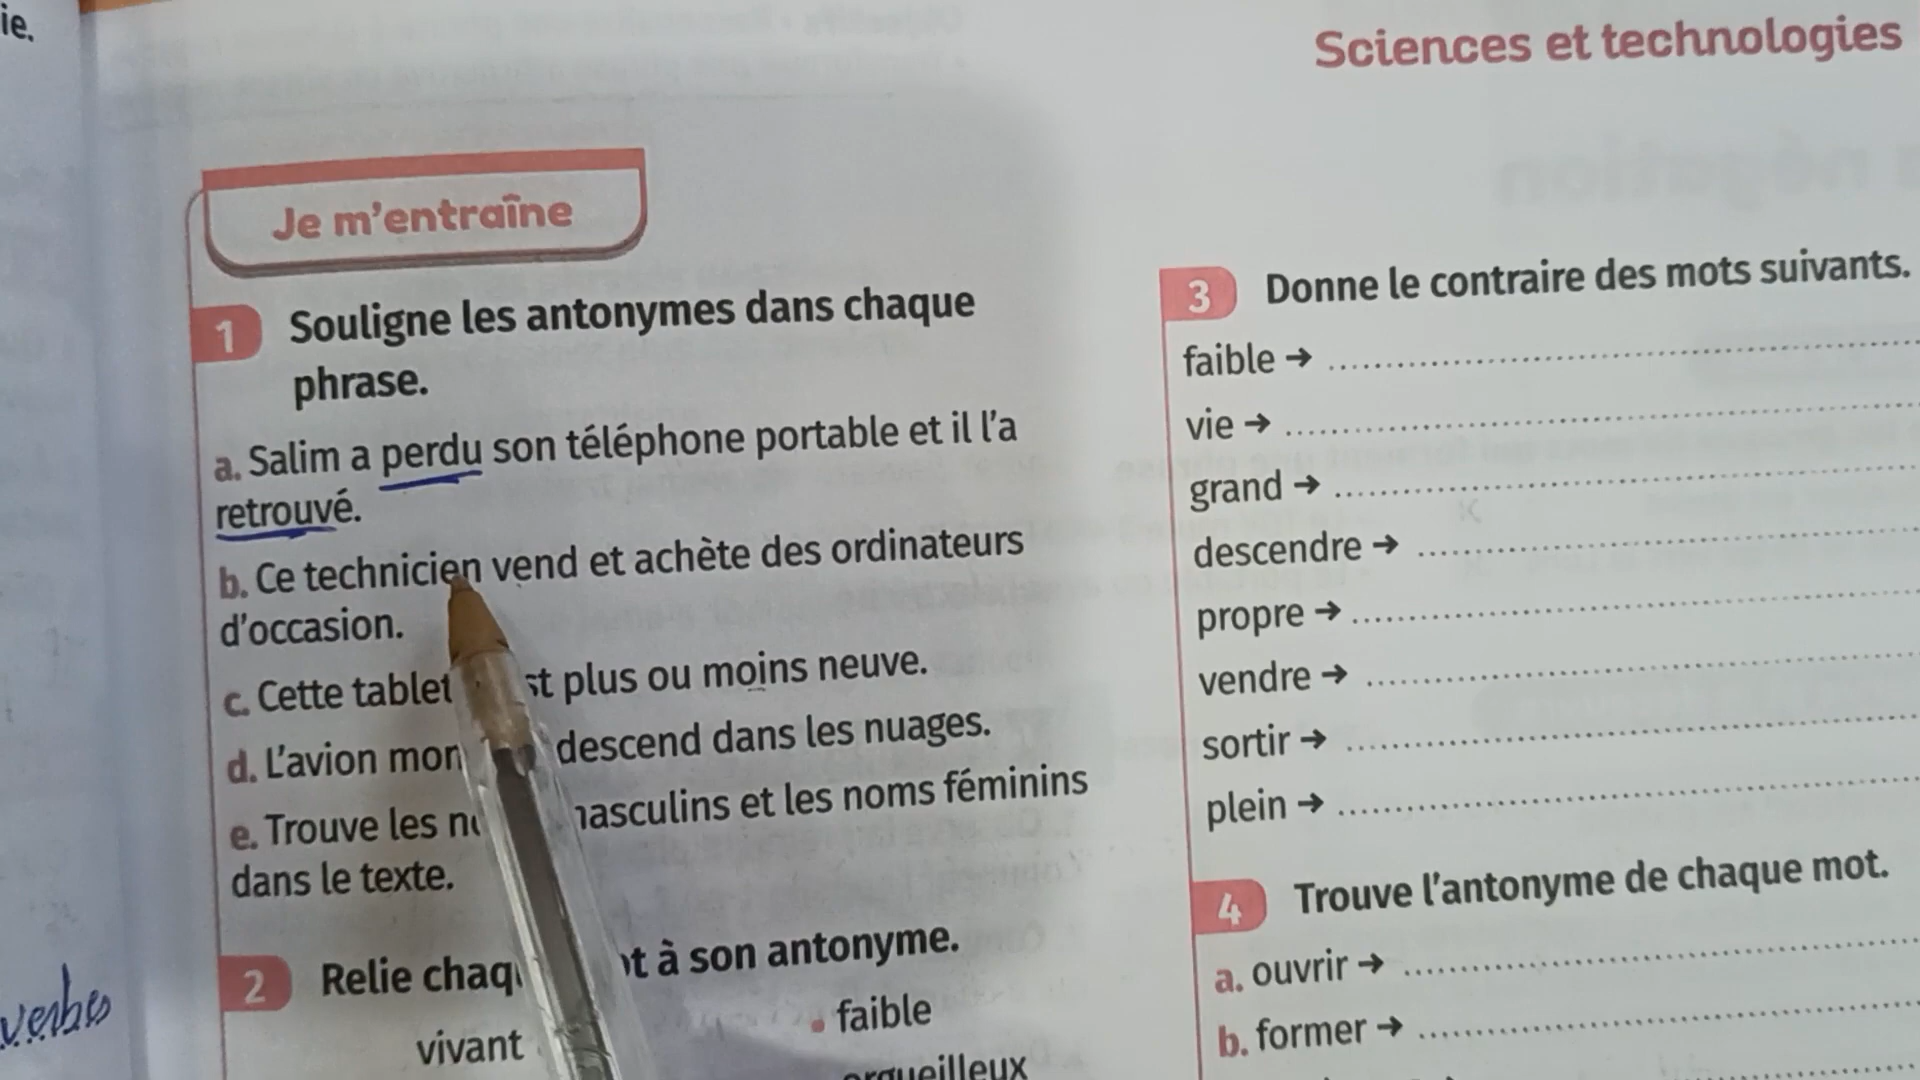 ie.
Sciences et technologies
Je m'entraîne
1 Souligne les antonymes dans chaque
phrase.
a. Salim a perdu son téléphone portable et il l'a
retrouvé.
b. Ce technicien vend et achète des ordinateurs
d'occasion.
c. Cette tablet st plus ou moins neuve.
d. L'avion mon descend dans les nuages.
e. Trouve les masculins et les noms féminins
dans le texte.
2 Relie chaq t à son antonyme.
vivant
faible
orgueilleux
verbes
3 Donne le contraire des mots suivants.
faible →
vie →
grand →
descendre →
propre →
vendre →
sortir →
plein →
4 Trouve l'antonyme de chaque mot.
a. ouvrir →
b. former →